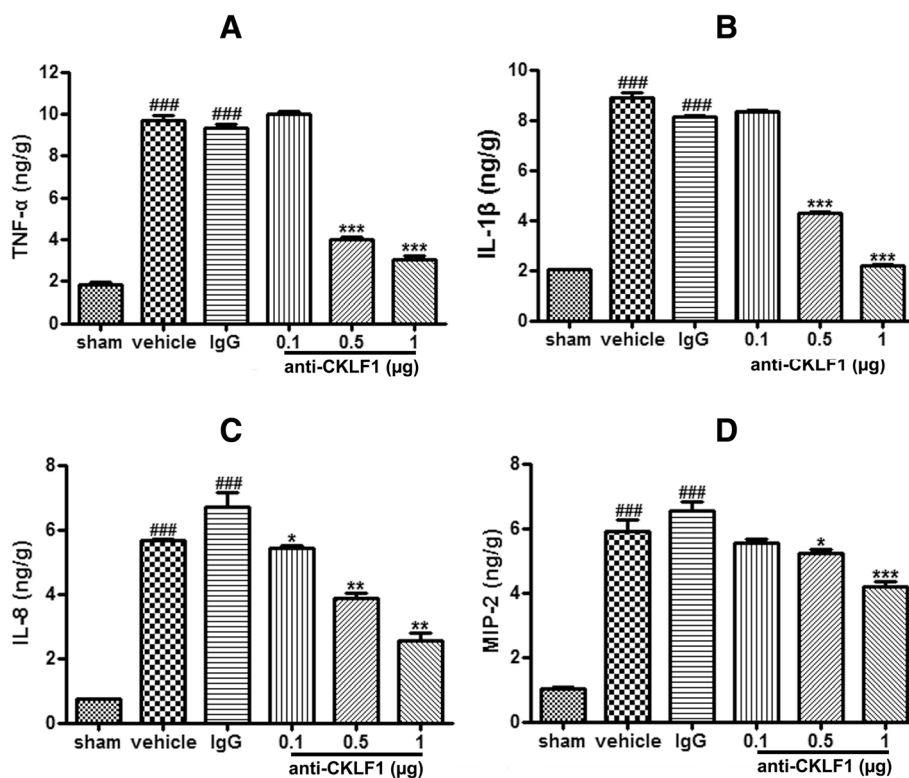 A
TNF-α (ng/g)
12
10
8
6
4
2
0
###
###
***
***
sham vehicle IgG 0.1 0.5 1
anti-CKLF1 (μg)
B
IL-1β (ng/g)
10
8
6
4
2
0
###
###
***
***
sham vehicle IgG 0.1 0.5 1
anti-CKLF1 (μg)
C
IL-8 (ng/g)
8
6
4
2
0
###
###
*
**
**
sham vehicle IgG 0.1 0.5 1
anti-CKLF1 (μg)
D
MIP-2 (ng/g)
8
6
4
2
0
###
###
*
***
sham vehicle IgG 0.1 0.5 1
anti-CKLF1 (μg)